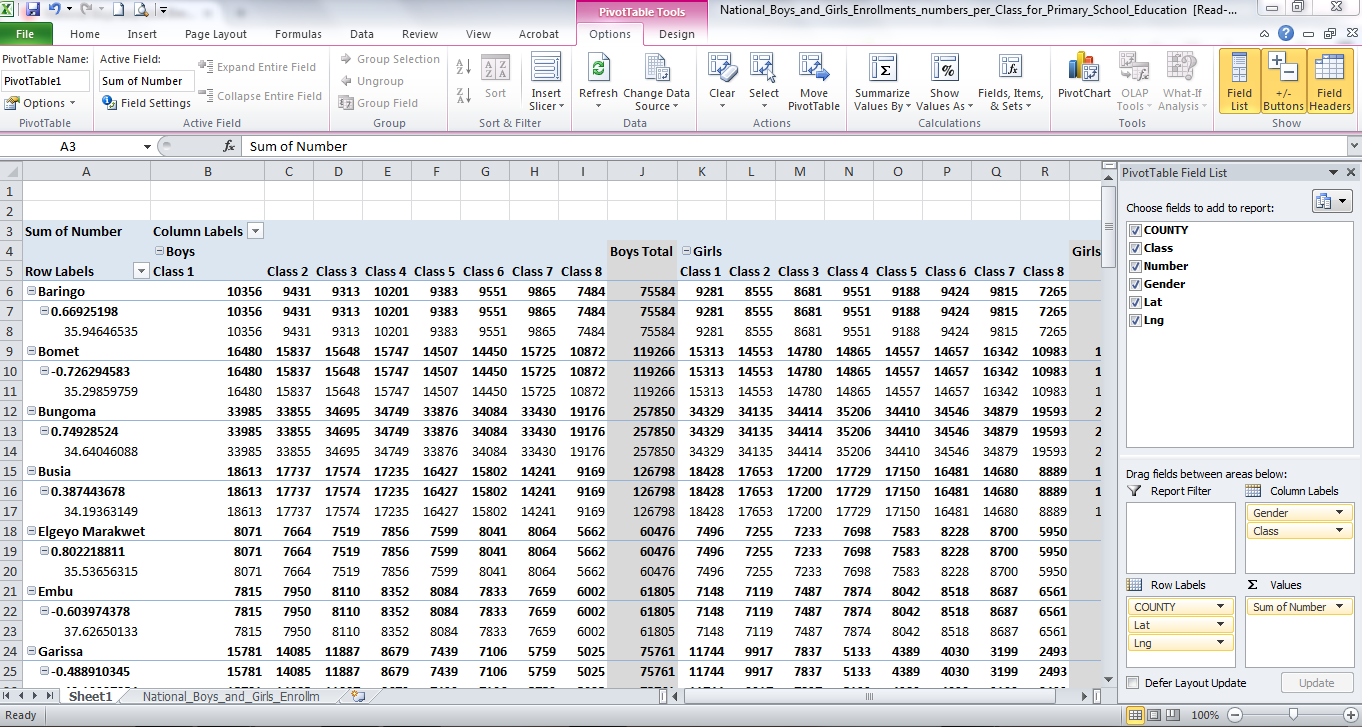 PivotTable Tools National_Boys_and_Girls_Enrollments_numbers_per_Class_for_Primary_School_Education [Read-...
File Home Insert Page Layout Formulas Data Review View Acrobat Options Design
PivotTable Name: Active Field: Expand Entire Field Group Selection
PivotTable1 Sum of Number Collapse Entire Field Ungroup
Options Field Settings Group Field Sort Insert Slicer Refresh Change Data Source Clear Select Move PivotTable Summarize Values By Show Values As Fields, Items, & Sets PivotChart OLAP Tools What-If Analysis Field List +/- Buttons Field Headers
PivotTable Active Field Group Sort & Filter Data Actions Calculations Tools Show
A3 fx Sum of Number
A B C D E F G H I J K L M N O P Q R
1
2
3 Sum of Number Column Labels
4 Boys Boys Total Girls Girls
5 Row Labels Class 1 Class 2 Class 3 Class 4 Class 5 Class 6 Class 7 Class 8 Class 1 Class 2 Class 3 Class 4 Class 5 Class 6 Class 7 Class 8
6 Baringo 10356 9431 9313 10201 9383 9551 9865 7484 75584 9281 8555 8681 9551 9188 9424 9815 7265
7 0.66925198 10356 9431 9313 10201 9383 9551 9865 7484 75584 9281 8555 8681 9551 9188 9424 9815 7265
8 35.94646535 10356 9431 9313 10201 9383 9551 9865 7484 75584 9281 8555 8681 9551 9188 9424 9815 7265
9 Bomet 16480 15837 15648 15747 14507 14450 15725 10872 119266 15313 14553 14780 14865 14557 14657 16342 10983 1
10 -0.726294583 16480 15837 15648 15747 14507 14450 15725 10872 119266 15313 14553 14780 14865 14557 14657 16342 10983 1
11 35.29859759 16480 15837 15648 15747 14507 14450 15725 10872 119266 15313 14553 14780 14865 14557 14657 16342 10983 1
12 Bungoma 33985 33855 34695 34749 33876 34084 33430 19176 257850 34329 34135 34414 35206 34410 34546 34879 19593 2
13 0.74928524 33985 33855 34695 34749 33876 34084 33430 19176 257850 34329 34135 34414 35206 34410 34546 34879 19593 2
14 34.64046088 33985 33855 34695 34749 33876 34084 33430 19176 257850 34329 34135 34414 35206 34410 34546 34879 19593 2
15 Busia 18613 17737 17574 17235 16427 15802 14241 9169 126798 18428 17653 17200 17729 17150 16481 14680 8889 1
16 0.387443678 18613 17737 17574 17235 16427 15802 14241 9169 126798 18428 17653 17200 17729 17150 16481 14680 8889 1
17 34.19363149 18613 17737 17574 17235 16427 15802 14241 9169 126798 18428 17653 17200 17729 17150 16481 14680 8889 1
18 Elgeyo Marakwet 8071 7664 7519 7856 7599 8041 8064 5662 60476 7496 7255 7233 7698 7583 8228 8700 5950
19 0.802218811 8071 7664 7519 7856 7599 8041 8064 5662 60476 7496 7255 7233 7698 7583 8228 8700 5950
20 35.53656315 8071 7664 7519 7856 7599 8041 8064 5662 60476 7496 7255 7233 7698 7583 8228 8700 5950
21 Embu 7815 7950 8110 8352 8084 7833 7659 6002 61805 7148 7119 7487 7874 8042 8518 8687 6561
22 -0.603974378 7815 7950 8110 8352 8084 7833 7659 6002 61805 7148 7119 7487 7874 8042 8518 8687 6561
23 37.62650133 7815 7950 8110 8352 8084 7833 7659 6002 61805 7148 7119 7487 7874 8042 8518 8687 6561
24 Garissa 15781 14085 11887 8679 7439 7106 5759 5025 75761 11744 9917 7837 5133 4389 4030 3199 2493
25 -0.488910345 15781 14085 11887 8679 7439 7106 5759 5025 75761 11744 9917 7837 5133 4389 4030 3199 2493
Sheet1 National_Boys_and_Girls_Enrollm
Ready 100%
PivotTable Field List
Choose fields to add to report:
COUNTY
Class
Number
Gender
Lat
Lng
Drag fields between areas below:
Report Filter Column Labels
Gender
Class
Row Labels Σ Values
COUNTY Sum of Number
Lat
Lng
Defer Layout Update Update